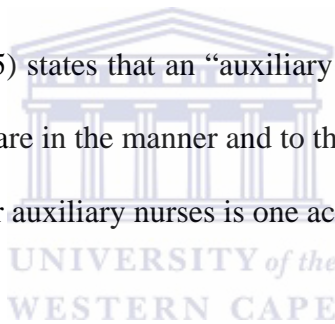 5) states that an “auxiliary
are in the manner and to th
r auxiliary nurses is one ac
UNIVERSITY of the
WESTERN CAPE